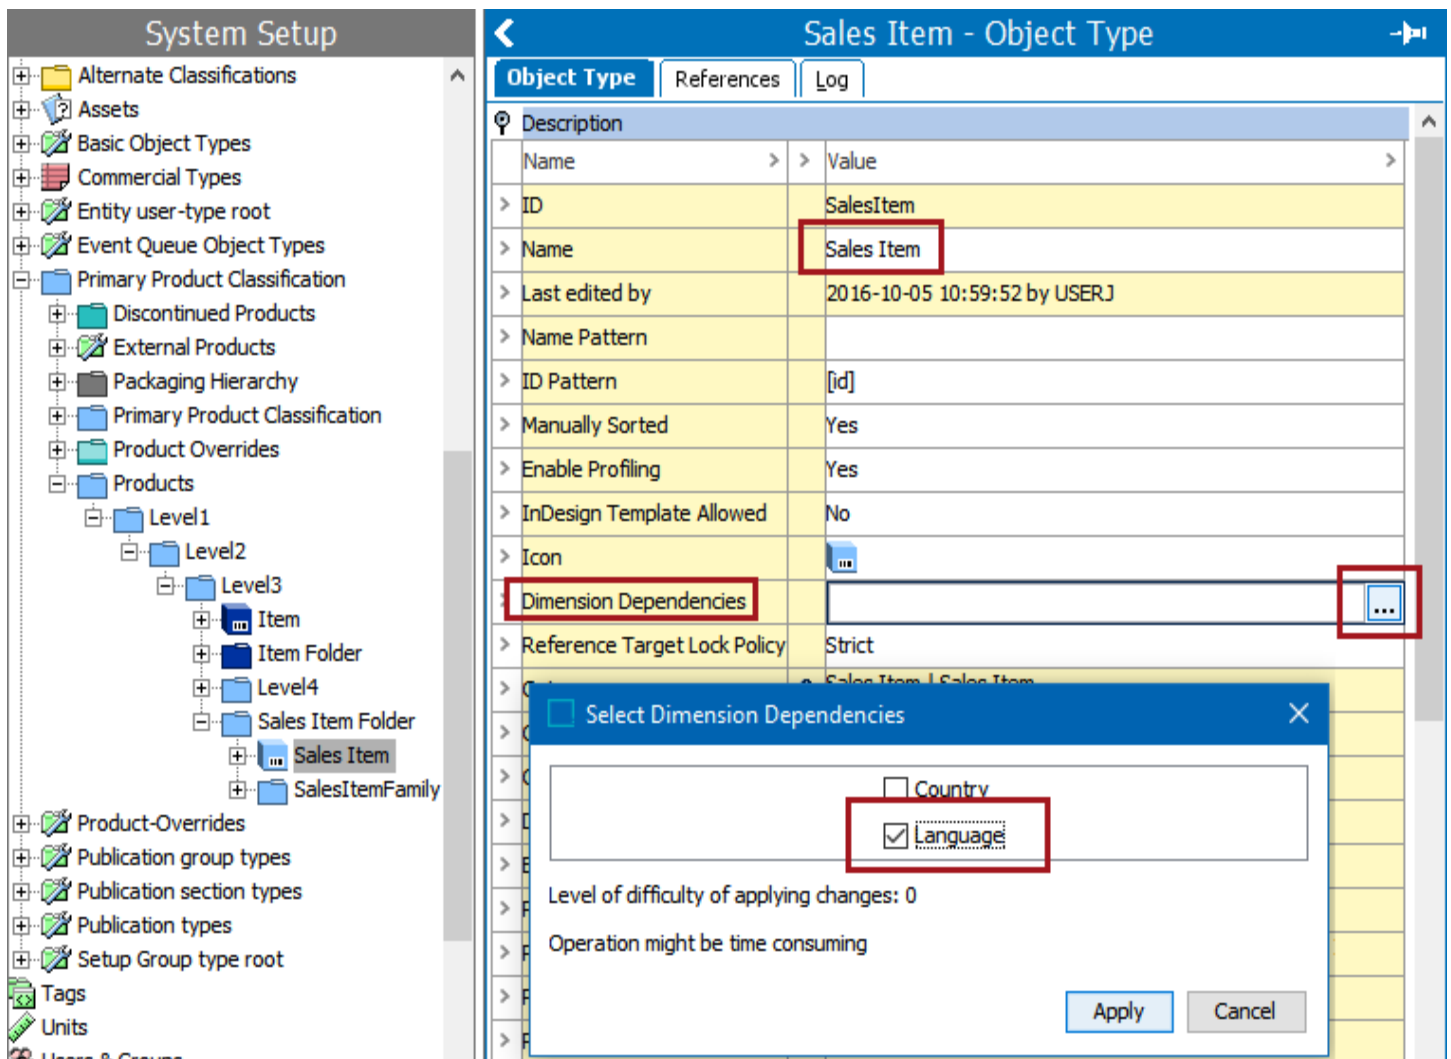 System Setup
Alternate Classifications
Assets
Basic Object Types
Commercial Types
Entity user-type root
Event Queue Object Types
Primary Product Classification
Discontinued Products
External Products
Packaging Hierarchy
Primary Product Classification
Product Overrides
Products
Level1
Level2
Level3
Item
Item Folder
Level4
Sales Item Folder
Sales Item
SalesItemFamily
Product-Overrides
Publication group types
Publication section types
Publication types
Setup Group type root
Tags
Units
Users & Groups
Sales Item - Object Type
Object Type References Log
Description
Name > > Value >
> ID SalesItem
> Name Sales Item
> Last edited by 2016-10-05 10:59:52 by USERJ
> Name Pattern
> ID Pattern [id]
> Manually Sorted Yes
> Enable Profiling Yes
> InDesign Template Allowed No
> Icon
Dimension Dependencies ...
> Reference Target Lock Policy Strict
Sales Item | Sales Item
Select Dimension Dependencies
Country
Language
Level of difficulty of applying changes: 0
Operation might be time consuming
Apply Cancel